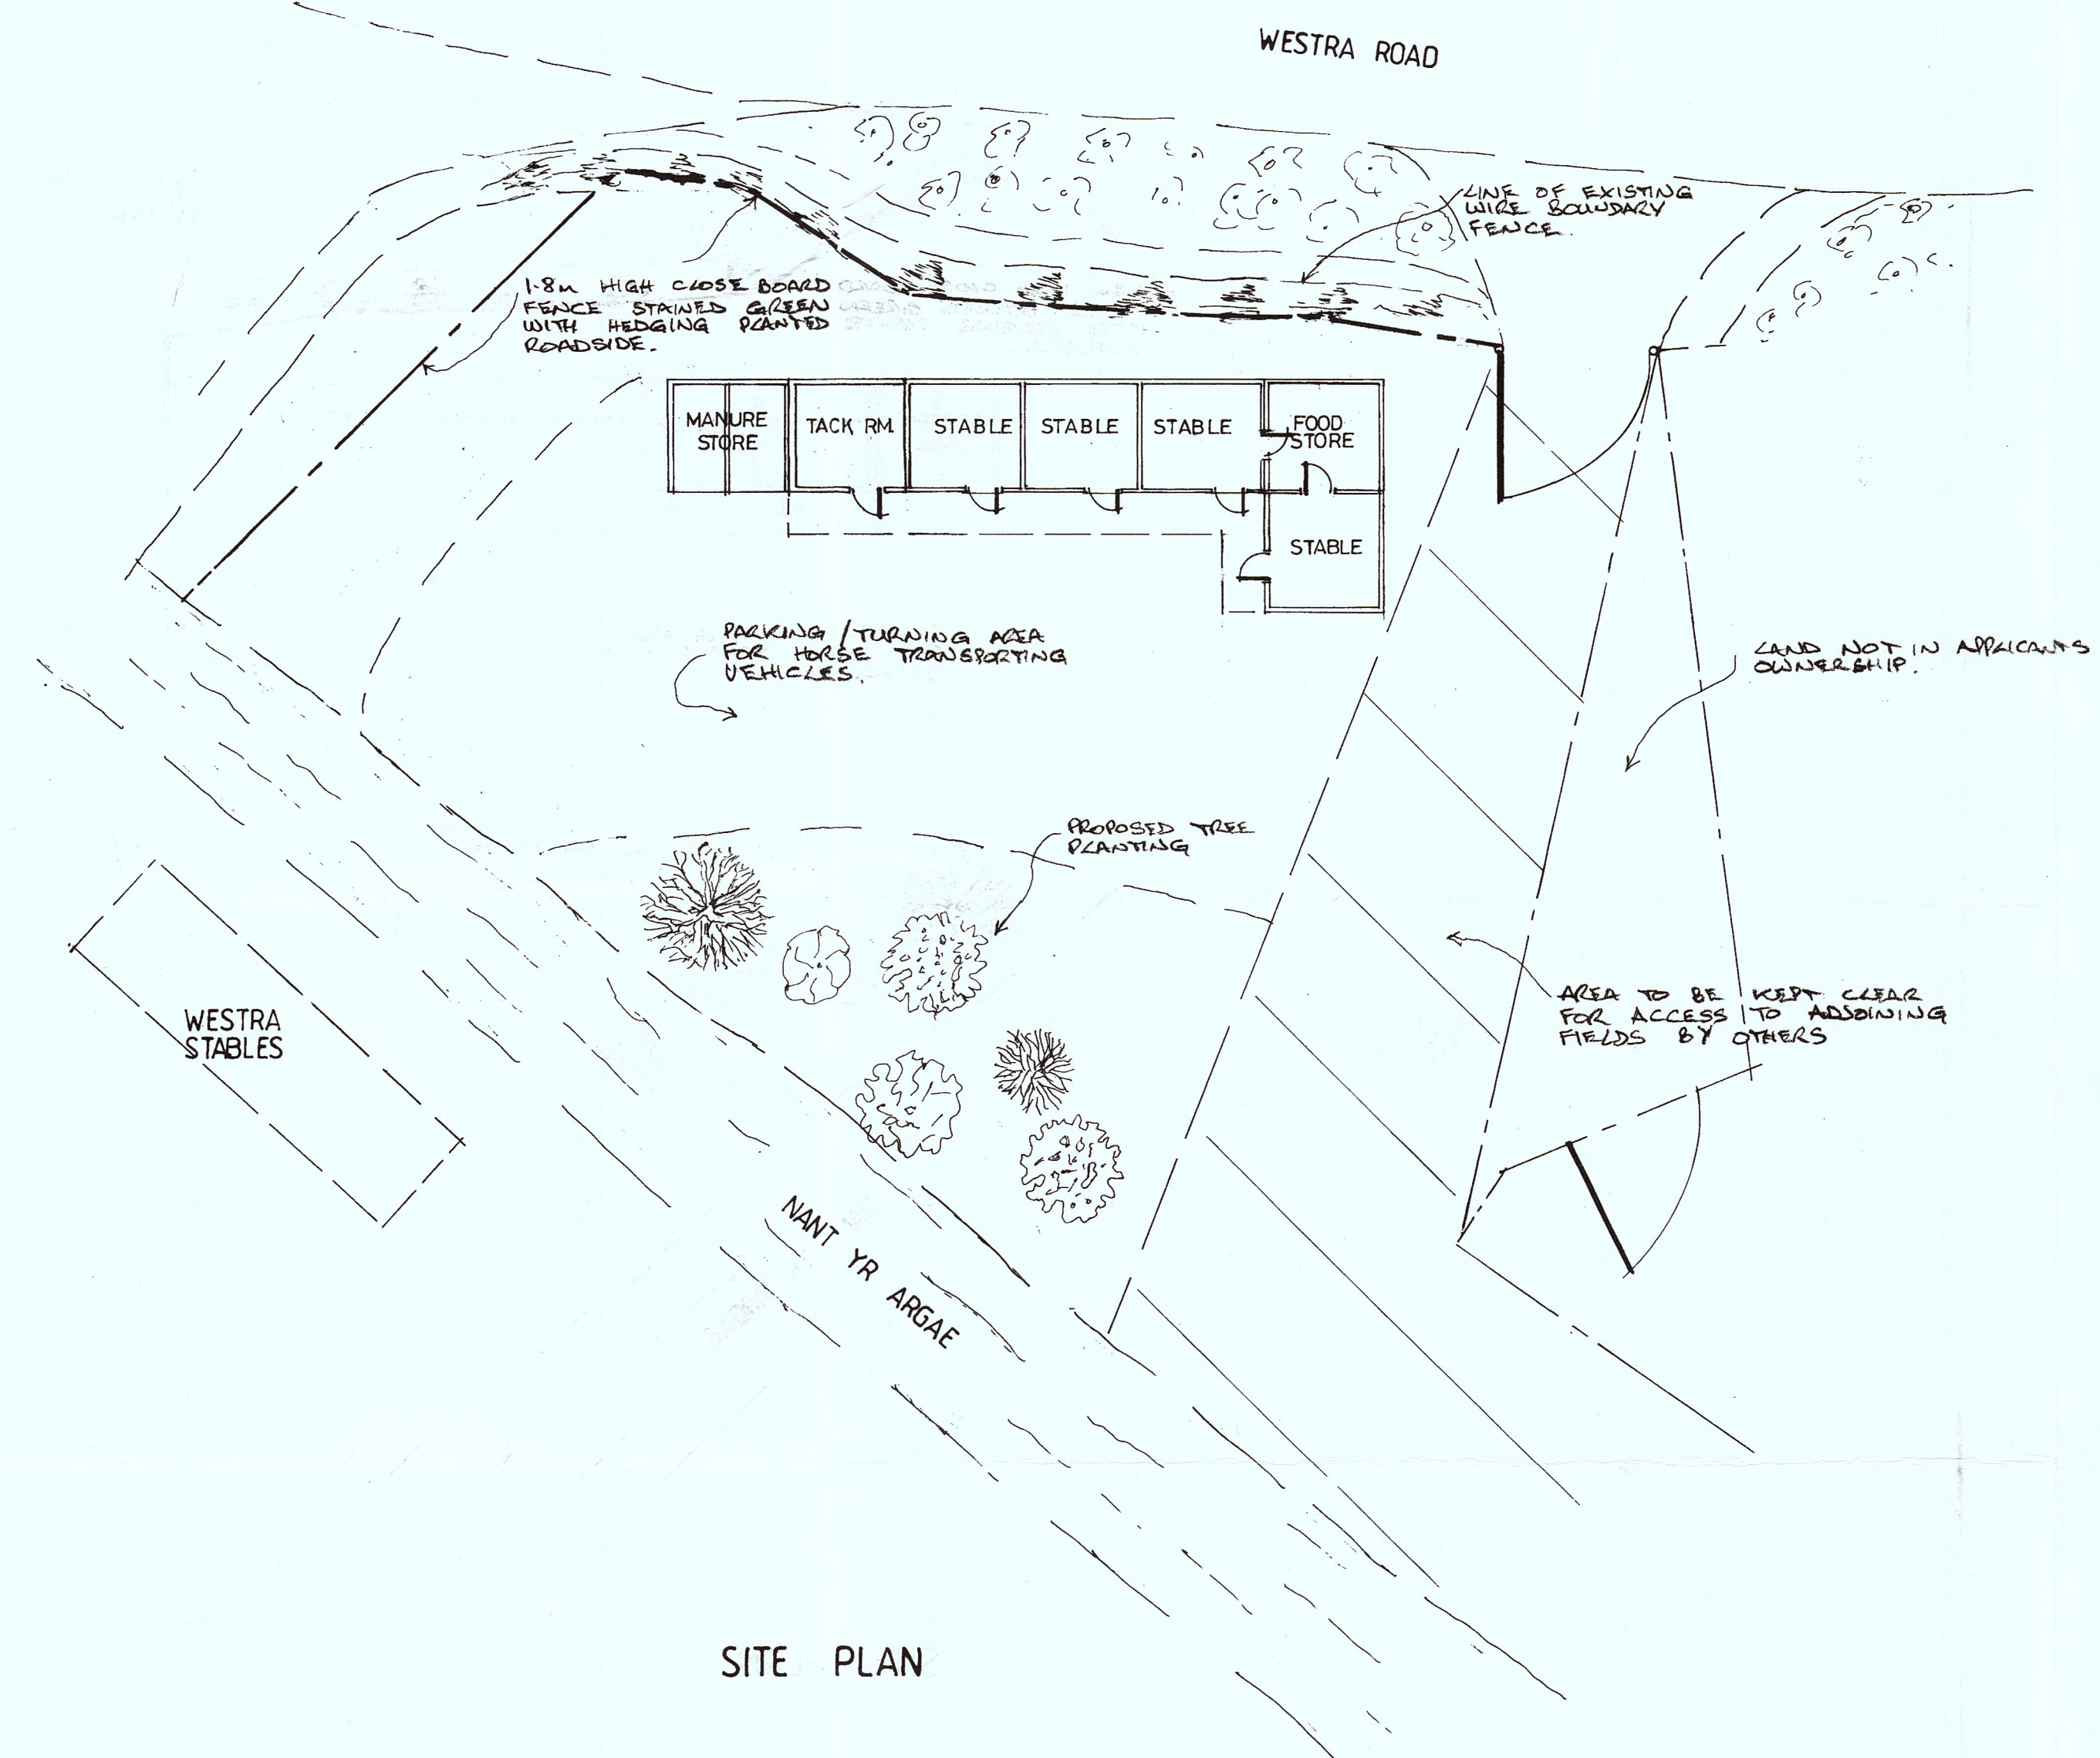 WESTRA ROAD
LINE OF EXISTING
WIRE BOUNDARY
FENCE.
1.8m HIGH CLOSE BOARD
FENCE STAINED GREEN
WITH HEDGING PLANTED
ROADSIDE.
MANURE
STORE
TACK RM.
STABLE
STABLE
STABLE
FOOD
STORE
STABLE
PARKING / TURNING AREA
FOR HORSE TRANSPORTING
VEHICLES.
LAND NOT IN APPLICANTS
OWNERSHIP.
PROPOSED TREE
PLANTING
AREA TO BE KEPT CLEAR
FOR ACCESS TO ADJOINING
FIELDS BY OTHERS
WESTRA
STABLES
NANT YR ARGAE
SITE PLAN